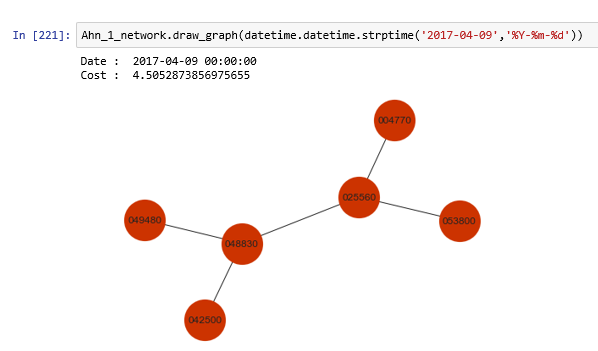 In [221]: Ahn_1_network.draw_graph(datetime.datetime.strptime('2017-04-09','%Y-%m-%d'))
Date :  2017-04-09 00:00:00
Cost :  4.5052873856975655
004770
025560
049480
053800
048830
042500